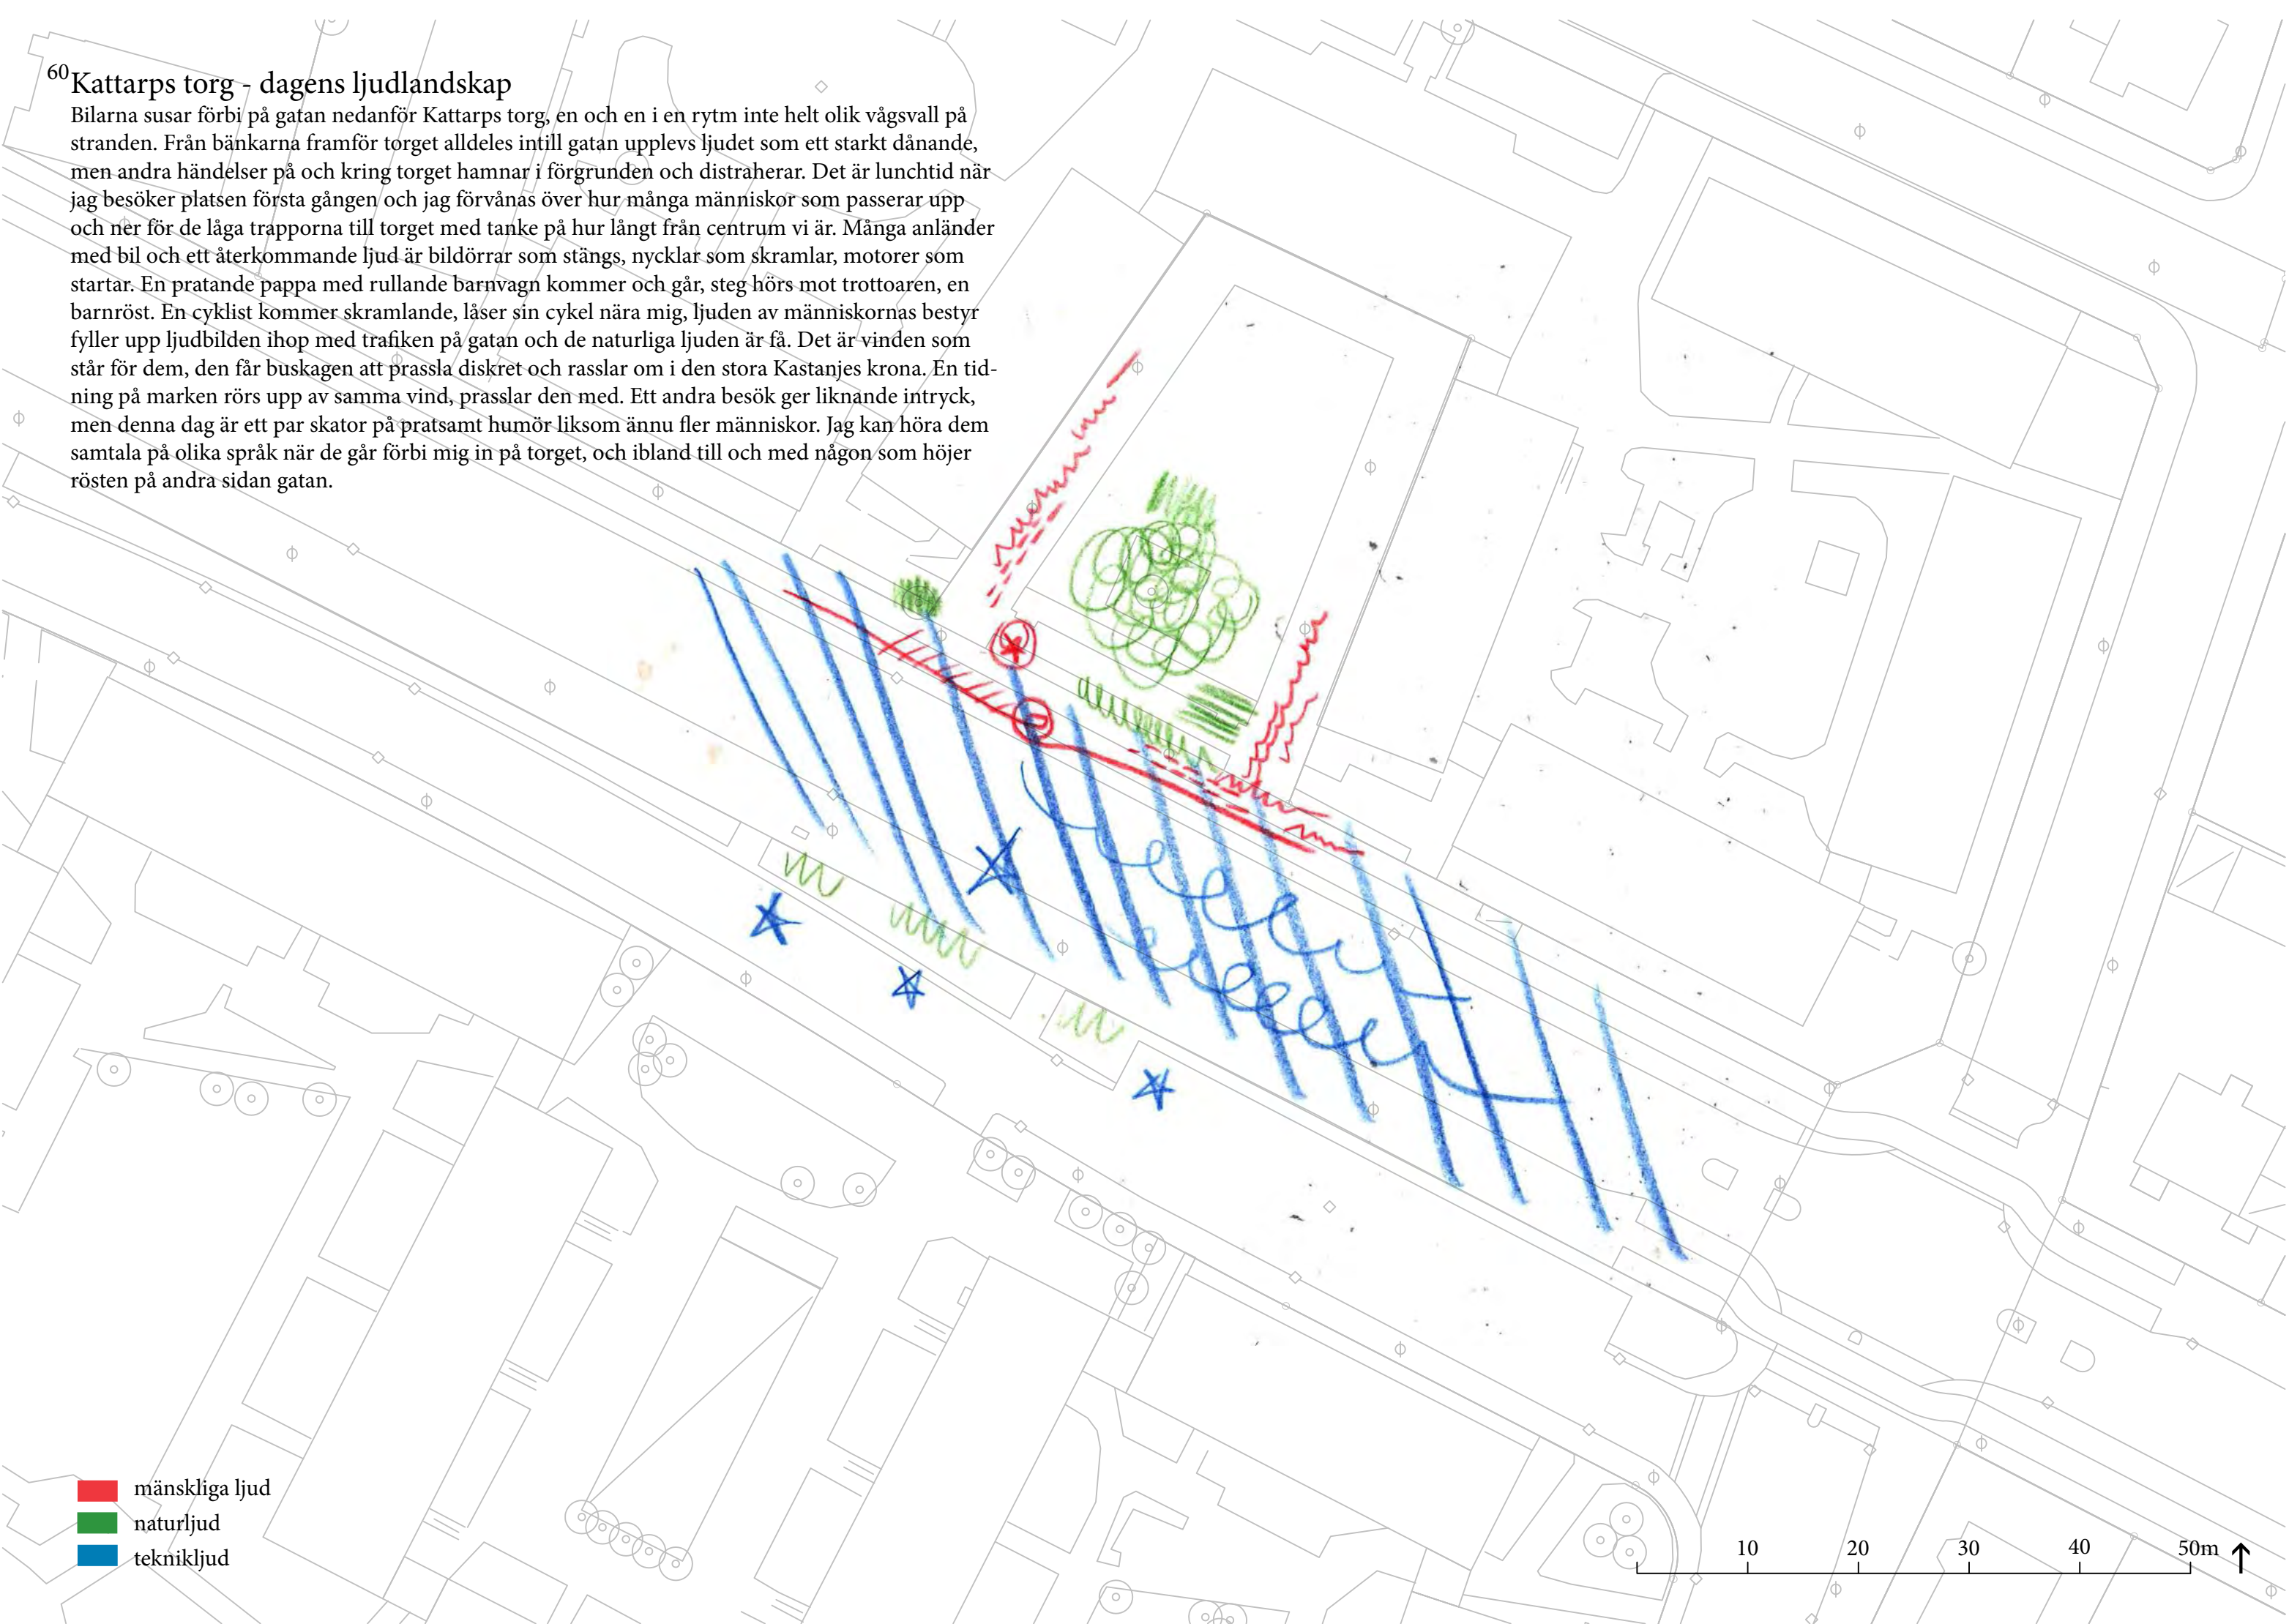 60
Kattarps torg - dagens ljudlandskap
Bilarna susar förbi på gatan nedanför Kattarps torg, en och en i en rytm inte helt olik vågsvall på
stranden. Från bänkarna framför torget alldeles intill gatan upplevs ljudet som ett starkt dånande,
men andra händelser på och kring torget hamnar i förgrunden och distraherar. Det är lunchtid när
jag besöker platsen första gången och jag förvånas över hur många människor som passerar upp
och ner för de låga trapporna till torget med tanke på hur långt från centrum vi är. Många anländer
med bil och ett återkommande ljud är bildörrar som stängs, nycklar som skramlar, motorer som
startar. En pratande pappa med rullande barnvagn kommer och går, steg hörs mot trottoaren, en
barnröst. En cyklist kommer skramlande, låser sin cykel nära mig, ljuden av människornas bestyr
fyller upp ljudbilden ihop med trafiken på gatan och de naturliga ljuden är få. Det är vinden som
står för dem, den får buskagen att prassla diskret och rasslar om i den stora Kastanjes krona. En tid-
ning på marken rörs upp av samma vind, prasslar den med. Ett andra besök ger liknande intryck,
men denna dag är ett par skator på pratsamt humör liksom ännu fler människor. Jag kan höra dem
samtala på olika språk när de går förbi mig in på torget, och ibland till och med någon som höjer
rösten på andra sidan gatan.
mänskliga ljud
naturljud
teknikljud
10 20 30 40 50m